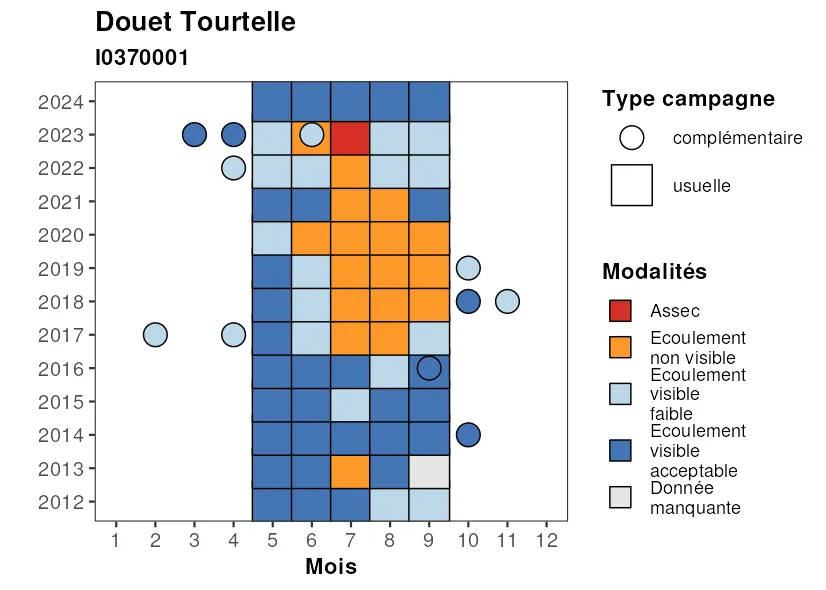 Douet Tourtelle
I0370001
2024
2023
2022
2021
2020
2019
2018
2017
2016
2015
2014
2013
2012
1 2 3 4 5 6 7 8 9 10 11 12
Mois
Type campagne
complémentaire
usuelle
Modalités
Assec
Ecoulement
non visible
Ecoulement
visible
faible
Ecoulement
visible
acceptable
Donnée
manquante